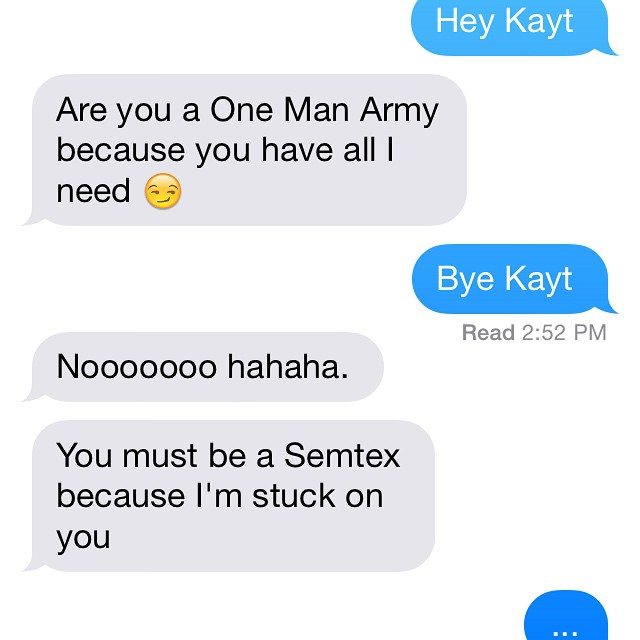 Hey Kayt
Are you a One Man Army
because you have all I
need 😏
Bye Kayt
Read 2:52 PM
Nooooooo hahaha.
You must be a Semtex
because I'm stuck on
you
...